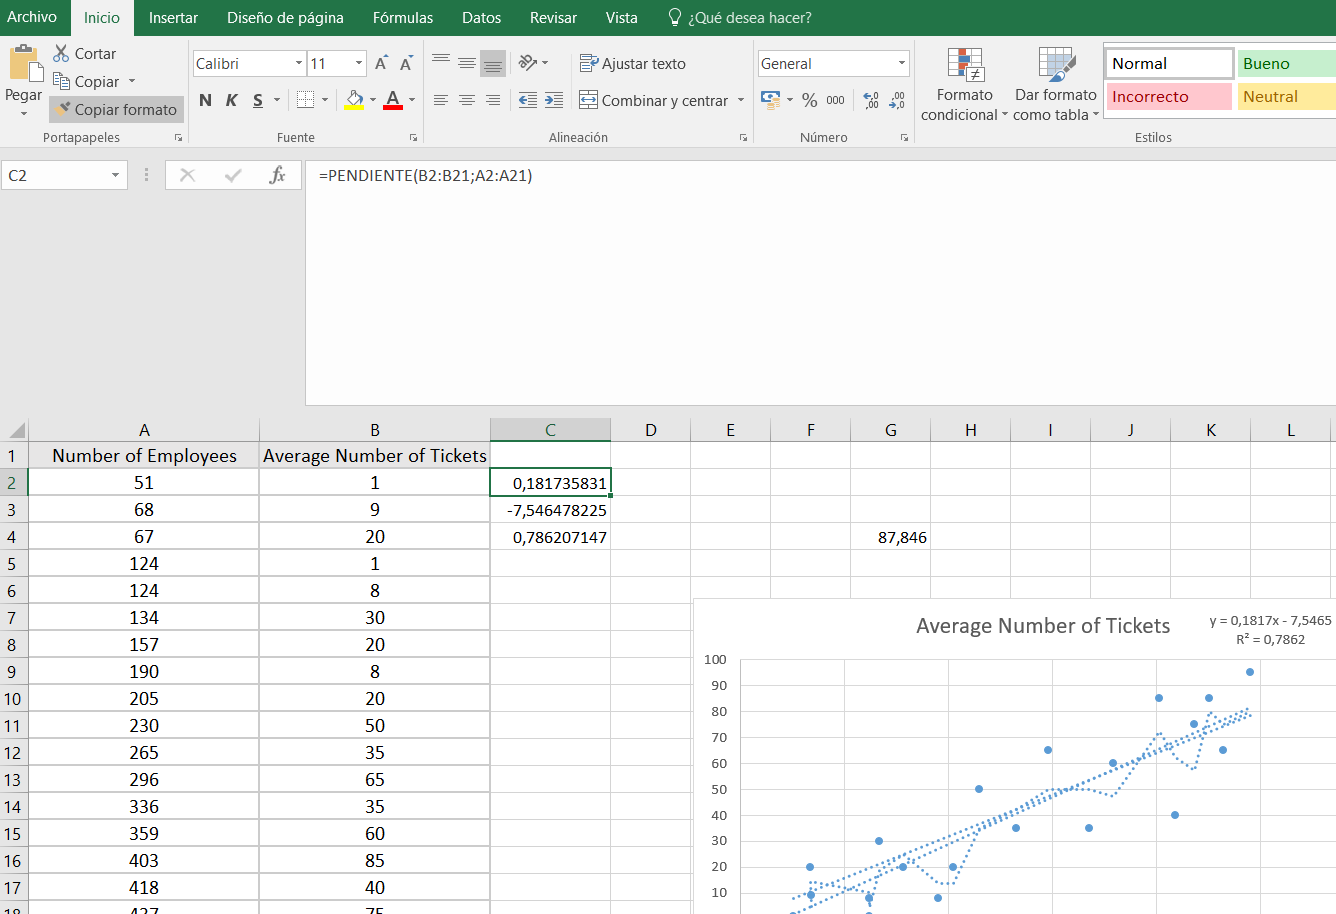 Archivo Inicio Insertar Diseño de página Fórmulas Datos Revisar Vista ¿Qué desea hacer?
Pegar
Cortar
Copiar
Copiar formato
Portapapeles
Calibri 11 A A
N K S A
Fuente
Ajustar texto
Combinar y centrar
Alineación
General
% 000 ,00 ,00
Número
Formato condicional
Dar formato como tabla
Normal Bueno
Incorrecto Neutral
Estilos
C2 fx =PENDIENTE(B2:B21;A2:A21)
A B C D E F G H I J K L
1 Number of Employees Average Number of Tickets
2 51 1 0,181735831
3 68 9 -7,546478225
4 67 20 0,786207147 87,846
5 124 1
6 124 8
7 134 30
8 157 20
9 190 8
10 205 20
11 230 50
12 265 35
13 296 65
14 336 35
15 359 60
16 403 85
17 418 40
18 427 75
Average Number of Tickets
y = 0,1817x - 7,5465
R² = 0,7862
100
90
80
70
60
50
40
30
20
10